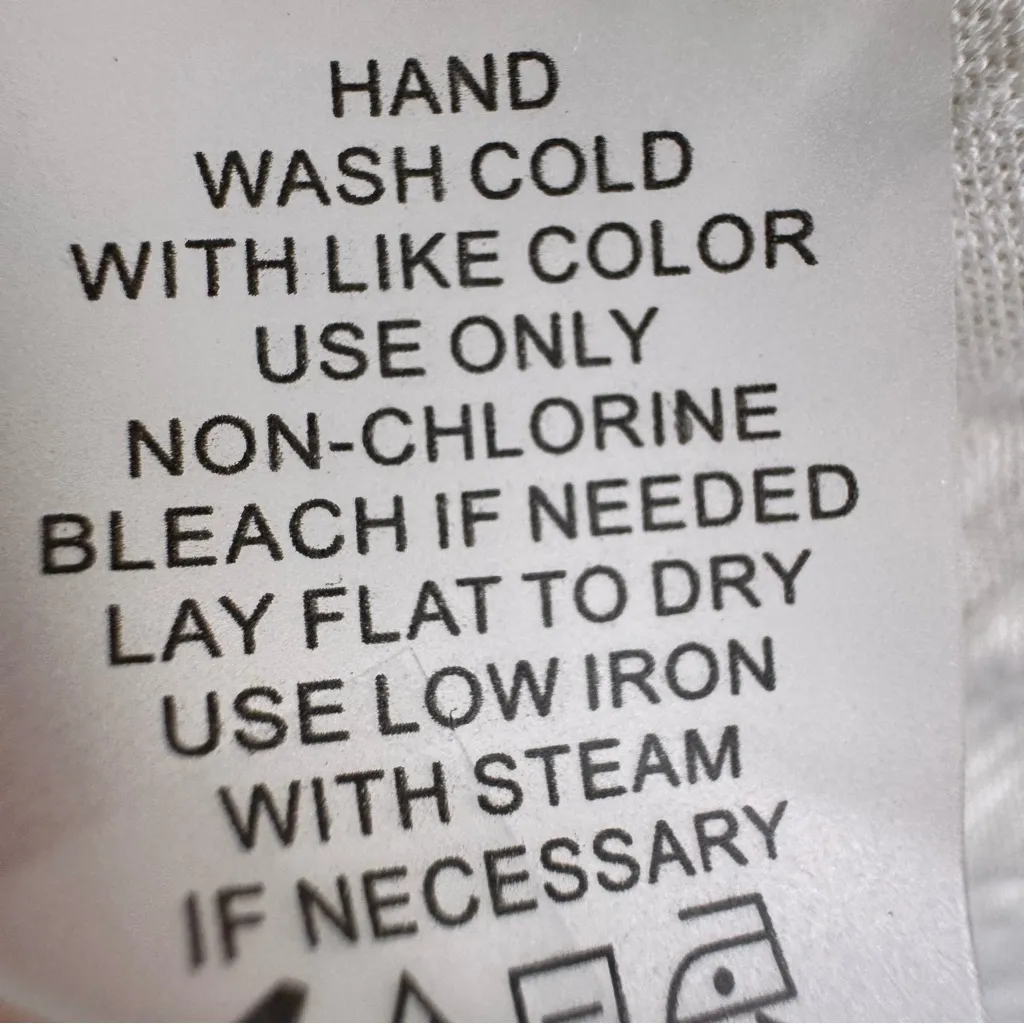 HAND
WASH COLD
WITH LIKE COLOR
USE ONLY
NON-CHLORINE
BLEACH IF NEEDED
LAY FLAT TO DRY
USE LOW IRON
WITH STEAM
IF NECESSARY